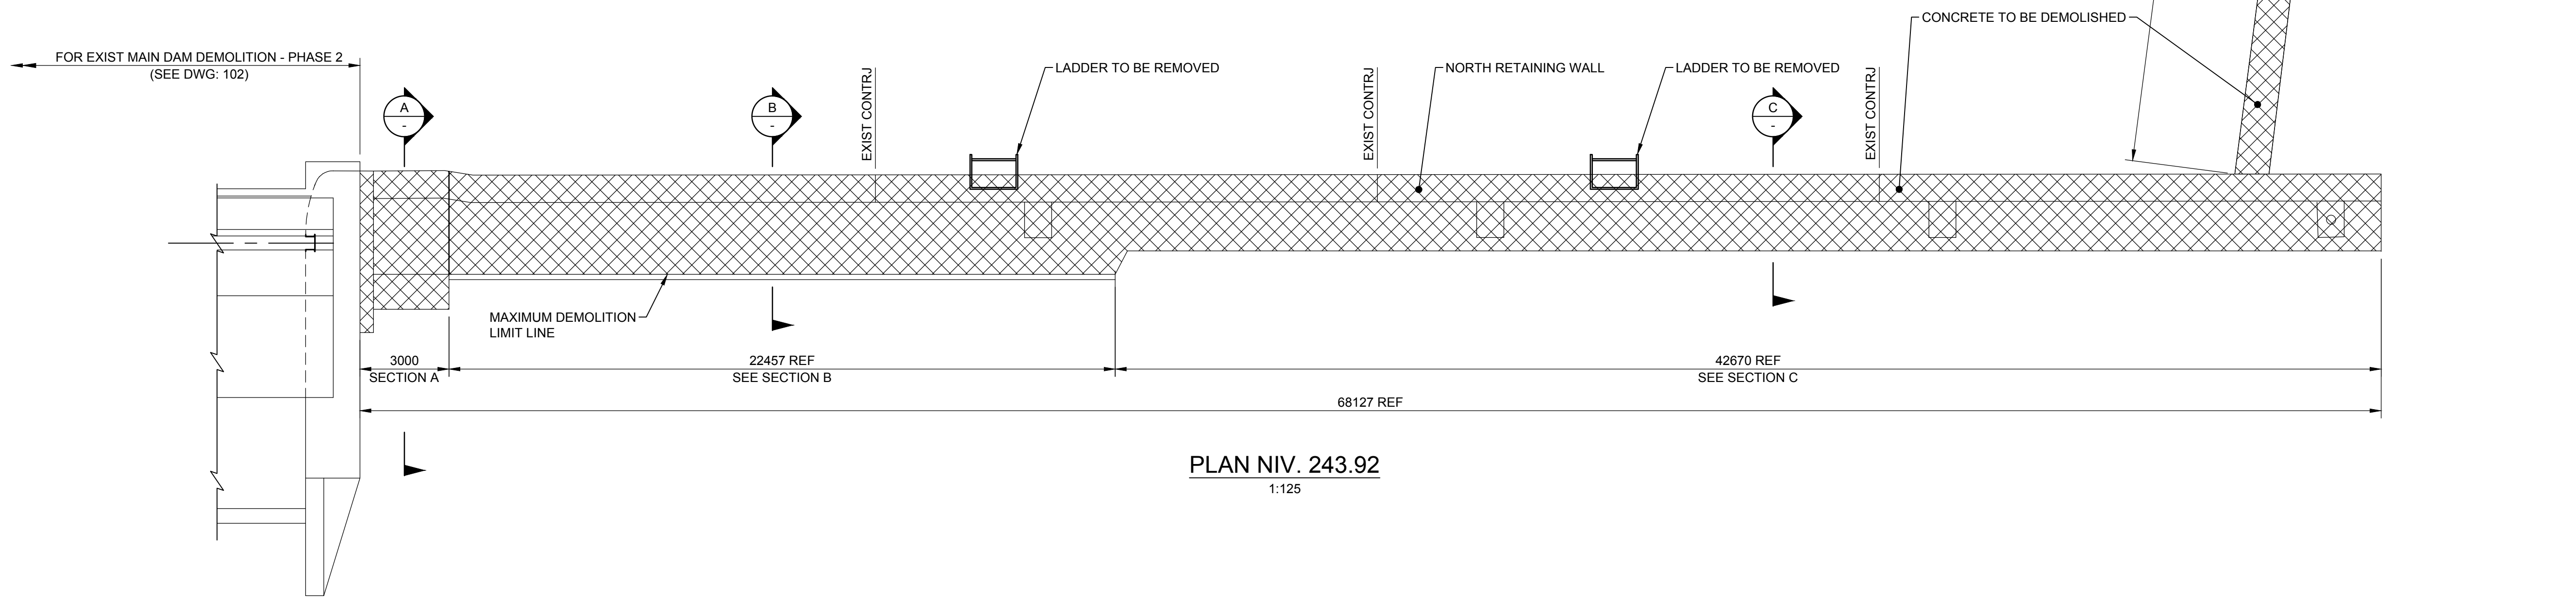 CONCRETE TO BE DEMOLISHED
FOR EXIST MAIN DAM DEMOLITION - PHASE 2
(SEE DWG: 102)
LADDER TO BE REMOVED
NORTH RETAINING WALL
LADDER TO BE REMOVED
A
-
B
-
EXIST CONTRJ
EXIST CONTRJ
C
-
EXIST CONTRJ
MAXIMUM DEMOLITION
LIMIT LINE
3000
SECTION A
22457 REF
SEE SECTION B
42670 REF
SEE SECTION C
68127 REF
PLAN NIV. 243.92
1:125